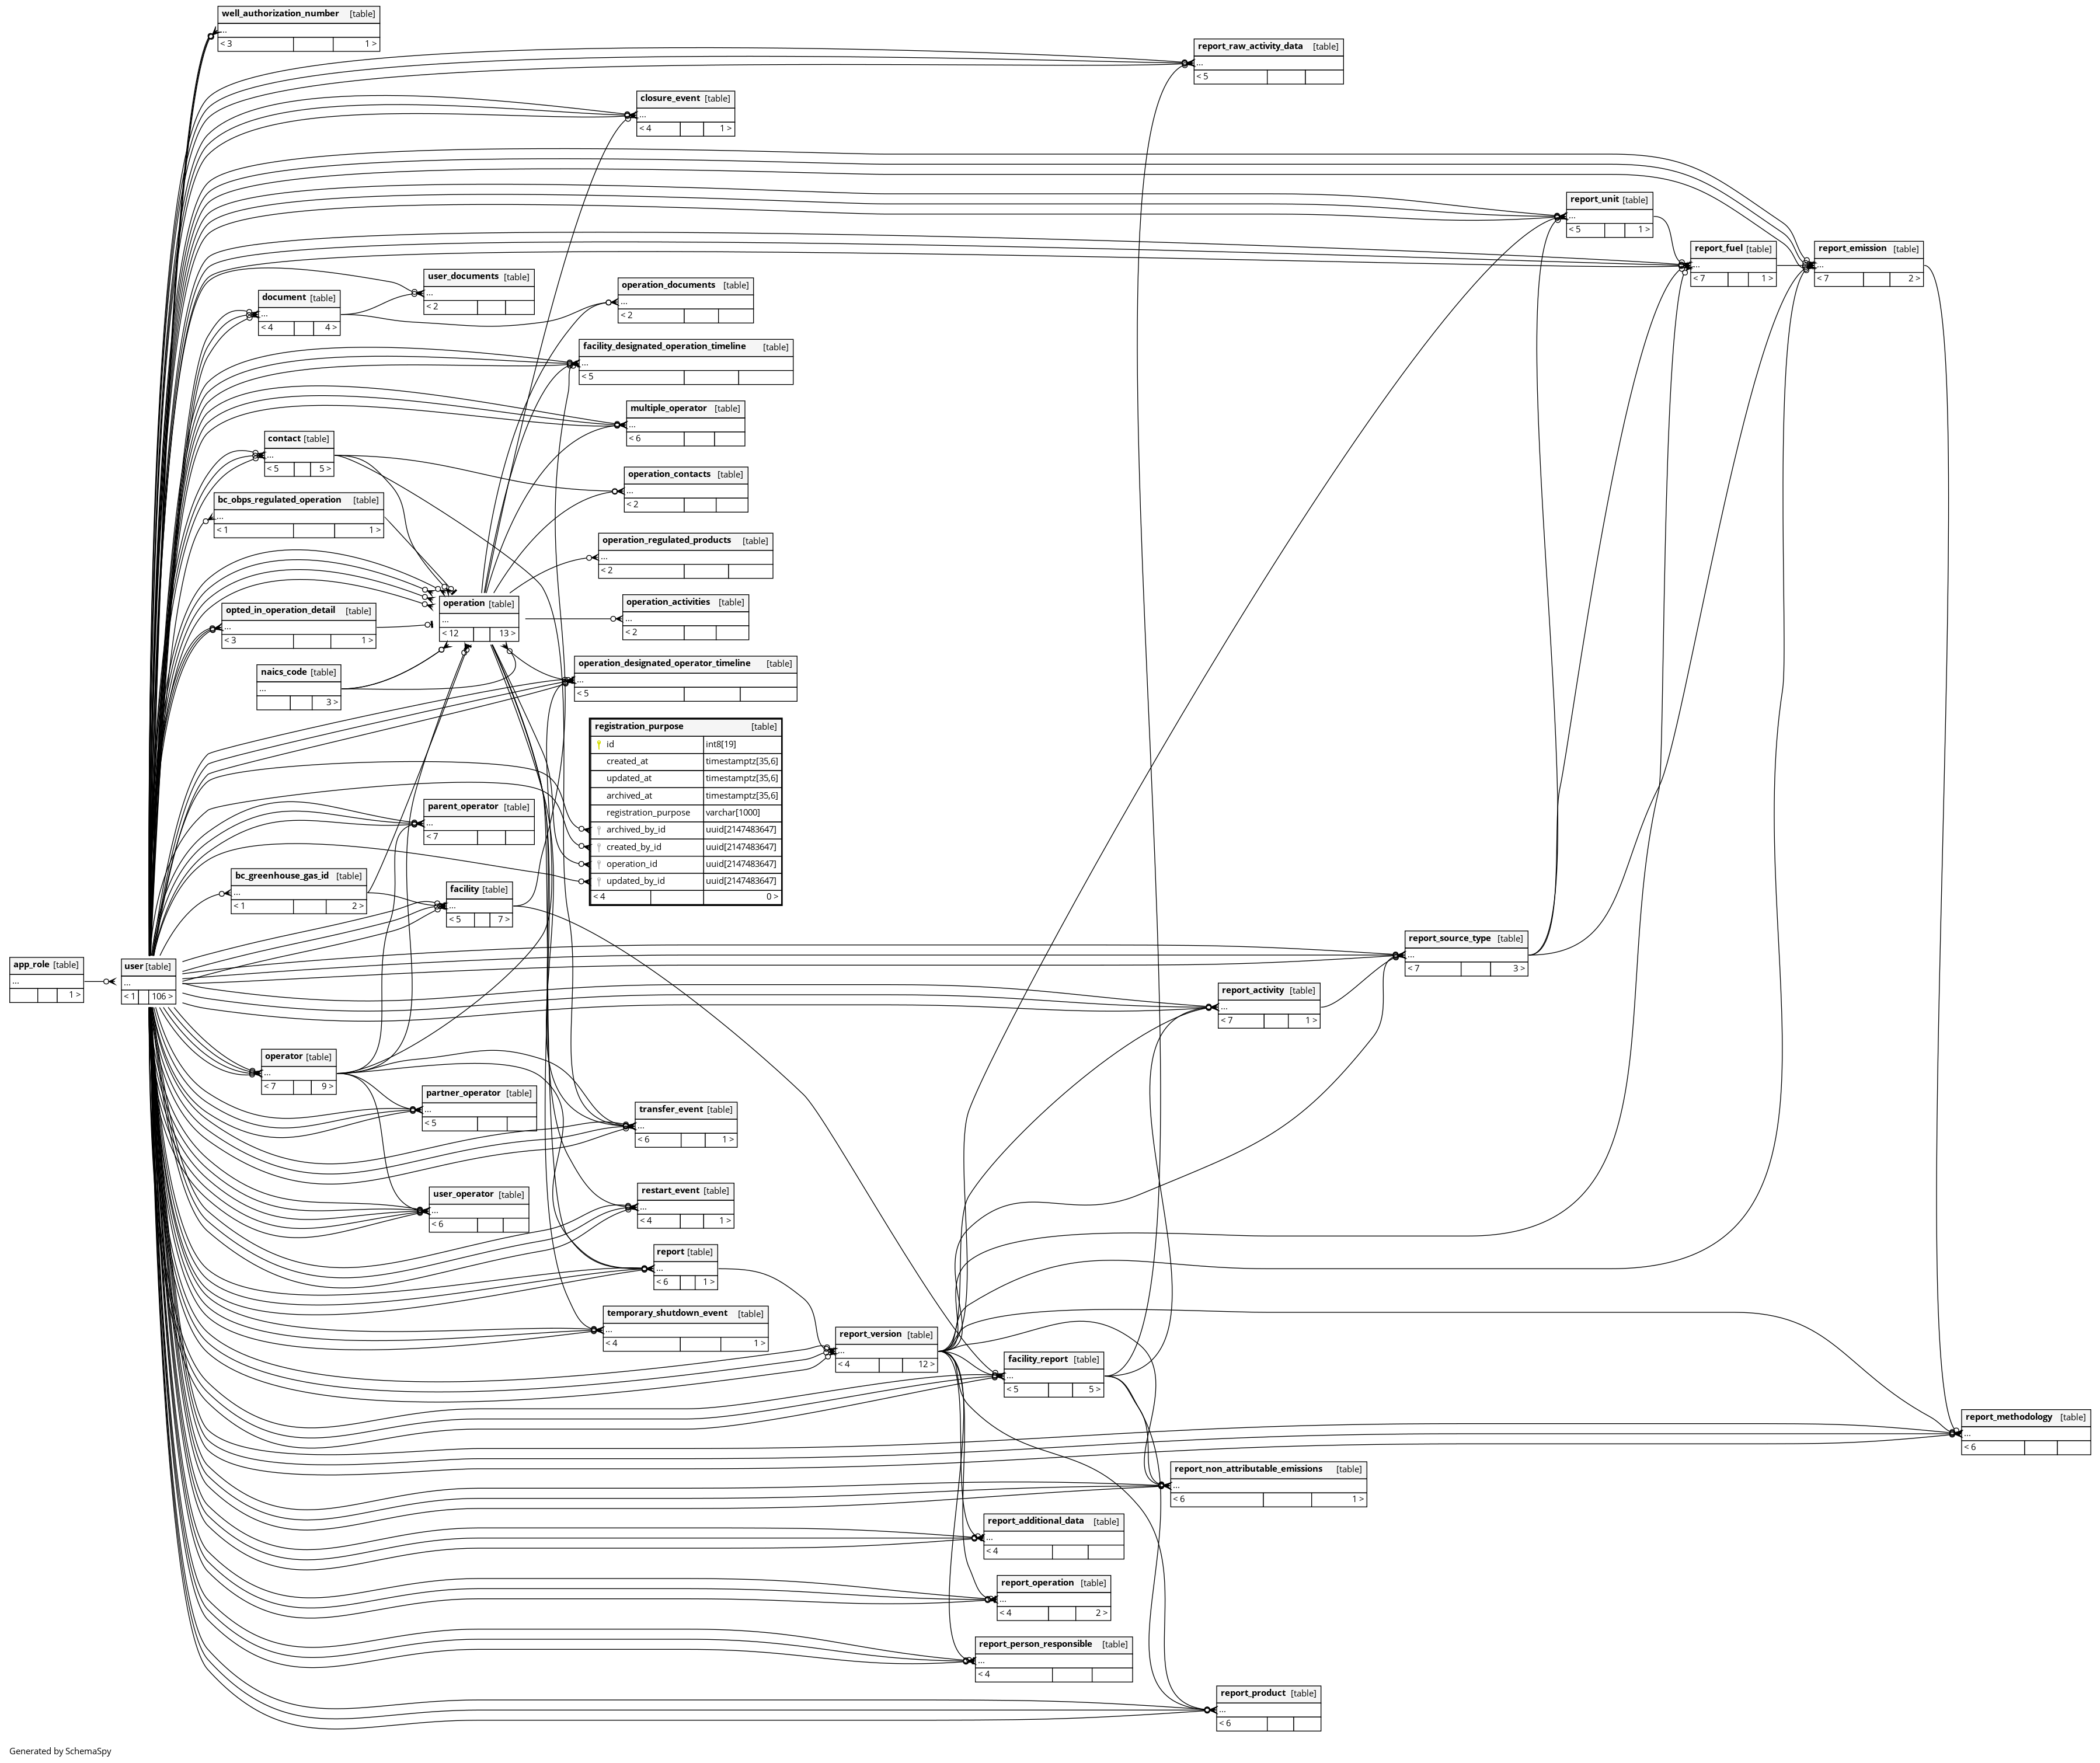 well_authorization_number [table]
...
< 3 1 >
report_raw_activity_data [table]
...
< 5
closure_event [table]
...
< 4 1 >
report_unit [table]
...
< 5 1 >
report_fuel [table]
...
< 7 1 >
report_emission [table]
...
< 7 2 >
user_documents [table]
...
< 2
operation_documents [table]
...
< 2
document [table]
...
< 4 4 >
facility_designated_operation_timeline [table]
...
< 5
multiple_operator [table]
...
< 6
contact [table]
...
< 5 5 >
operation_contacts [table]
...
< 2
bc_obps_regulated_operation [table]
...
< 1 1 >
operation_regulated_products [table]
...
< 2
operation [table]
...
< 12 13 >
opted_in_operation_detail [table]
...
< 3 1 >
operation_activities [table]
...
< 2
naics_code [table]
...
3 >
operation_designated_operator_timeline [table]
...
< 5
registration_purpose [table]
id int8[19]
created_at timestamptz[35,6]
updated_at timestamptz[35,6]
archived_at timestamptz[35,6]
registration_purpose varchar[1000]
archived_by_id uuid[2147483647]
created_by_id uuid[2147483647]
operation_id uuid[2147483647]
updated_by_id uuid[2147483647]
< 4 0 >
parent_operator [table]
...
< 7
bc_greenhouse_gas_id [table]
...
< 1 2 >
facility [table]
...
< 5 7 >
report_source_type [table]
...
< 7 3 >
app_role [table]
...
1 >
user [table]
...
< 1 106 >
report_activity [table]
...
< 7 1 >
operator [table]
...
< 7 9 >
partner_operator [table]
...
< 5
transfer_event [table]
...
< 6 1 >
user_operator [table]
...
< 6
restart_event [table]
...
< 4 1 >
report [table]
...
< 6 1 >
temporary_shutdown_event [table]
...
< 4 1 >
report_version [table]
...
< 4 12 >
facility_report [table]
...
< 5 5 >
report_methodology [table]
...
< 6
report_non_attributable_emissions [table]
...
< 6 1 >
report_additional_data [table]
...
< 4
report_operation [table]
...
< 4 2 >
report_person_responsible [table]
...
< 4
report_product [table]
...
< 6
Generated by SchemaSpy